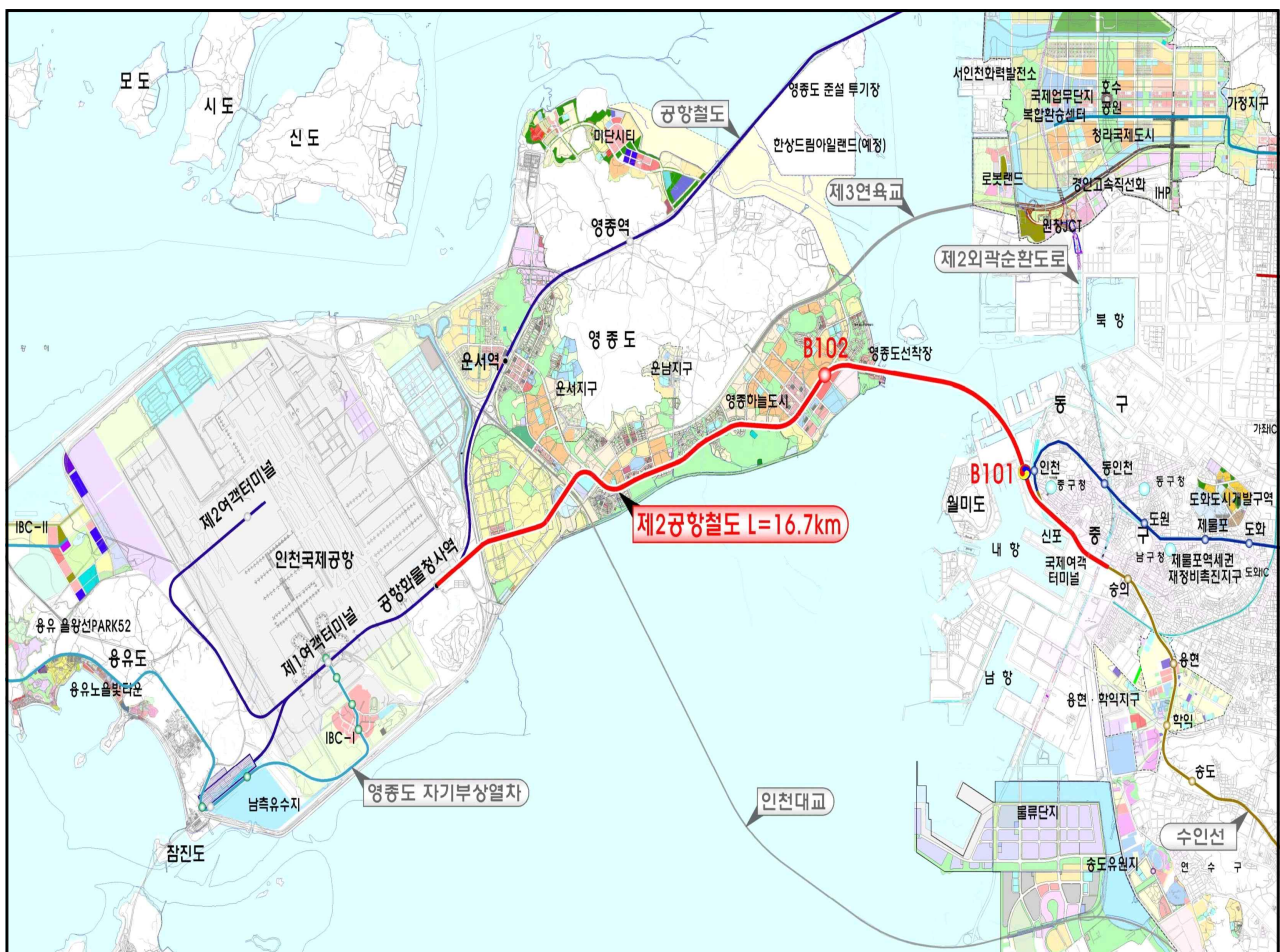 모도
시도
신도
서인천화력발전소
국제업무단지
복합환승센터
호수
공원
가정지구
청라국제도시
로봇랜드
경인고속직선화
IHP
원창JCT
영종도 준설 투기장
공항철도
한상드림아일랜드(예정)
미단시티
제3연육교
제2외곽순환도로
영종역
북항
영종도
운서역
운서지구
운남지구
B102
영종도선착장
영종하늘도시
동구
가좌IC
B101
인천
동인천
중구청
동구청
월미도
도화도시개발구역
도원
제물포
도화
신포
중구
남구청
제물포역세권
재정비촉진지구
도화IC
내항
국제여객
터미널
숭의
제2공항철도 L=16.7km
제2여객터미널
IBC-II
인천국제공항
공항화물청사역
제1여객터미널
용유 을왕선PARK52
용유도
용유노을빛타운
IBC-I
영종도 자기부상열차
남측유수지
잠진도
인천대교
남항
용현
용현·학익지구
학익
송도
물류단지
수인선
송도유원지
연수구